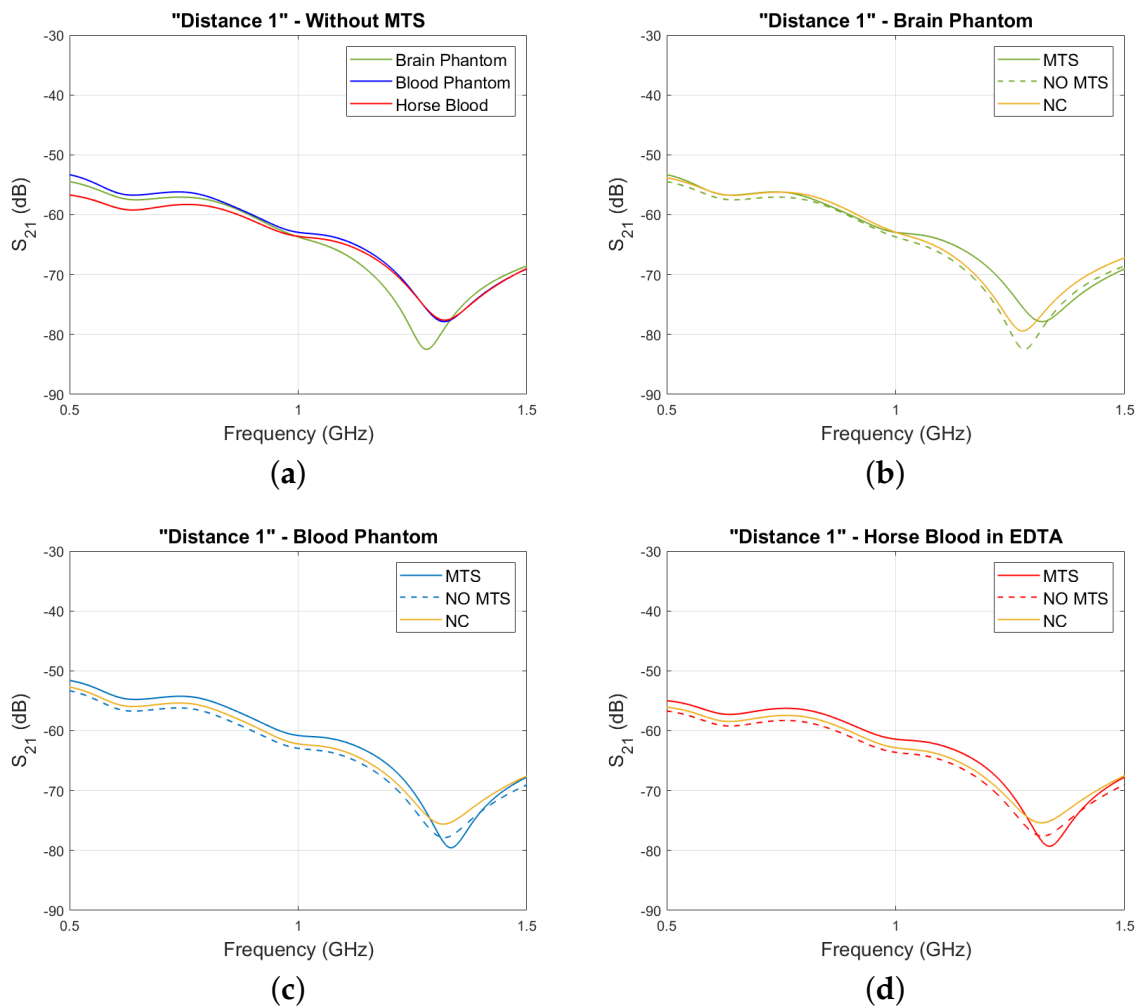 "Distance 1" - Without MTS
-30
-40
-50
-60
-70
-80
-90
S21 (dB)
Brain Phantom
Blood Phantom
Horse Blood
0.5
1
1.5
Frequency (GHz)
(a)
"Distance 1" - Brain Phantom
-30
-40
-50
-60
-70
-80
-90
S21 (dB)
MTS
NO MTS
NC
0.5
1
1.5
Frequency (GHz)
(b)
"Distance 1" - Blood Phantom
-30
-40
-50
-60
-70
-80
-90
S21 (dB)
MTS
NO MTS
NC
0.5
1
1.5
Frequency (GHz)
(c)
"Distance 1" - Horse Blood in EDTA
-30
-40
-50
-60
-70
-80
-90
S21 (dB)
MTS
NO MTS
NC
0.5
1
1.5
Frequency (GHz)
(d)